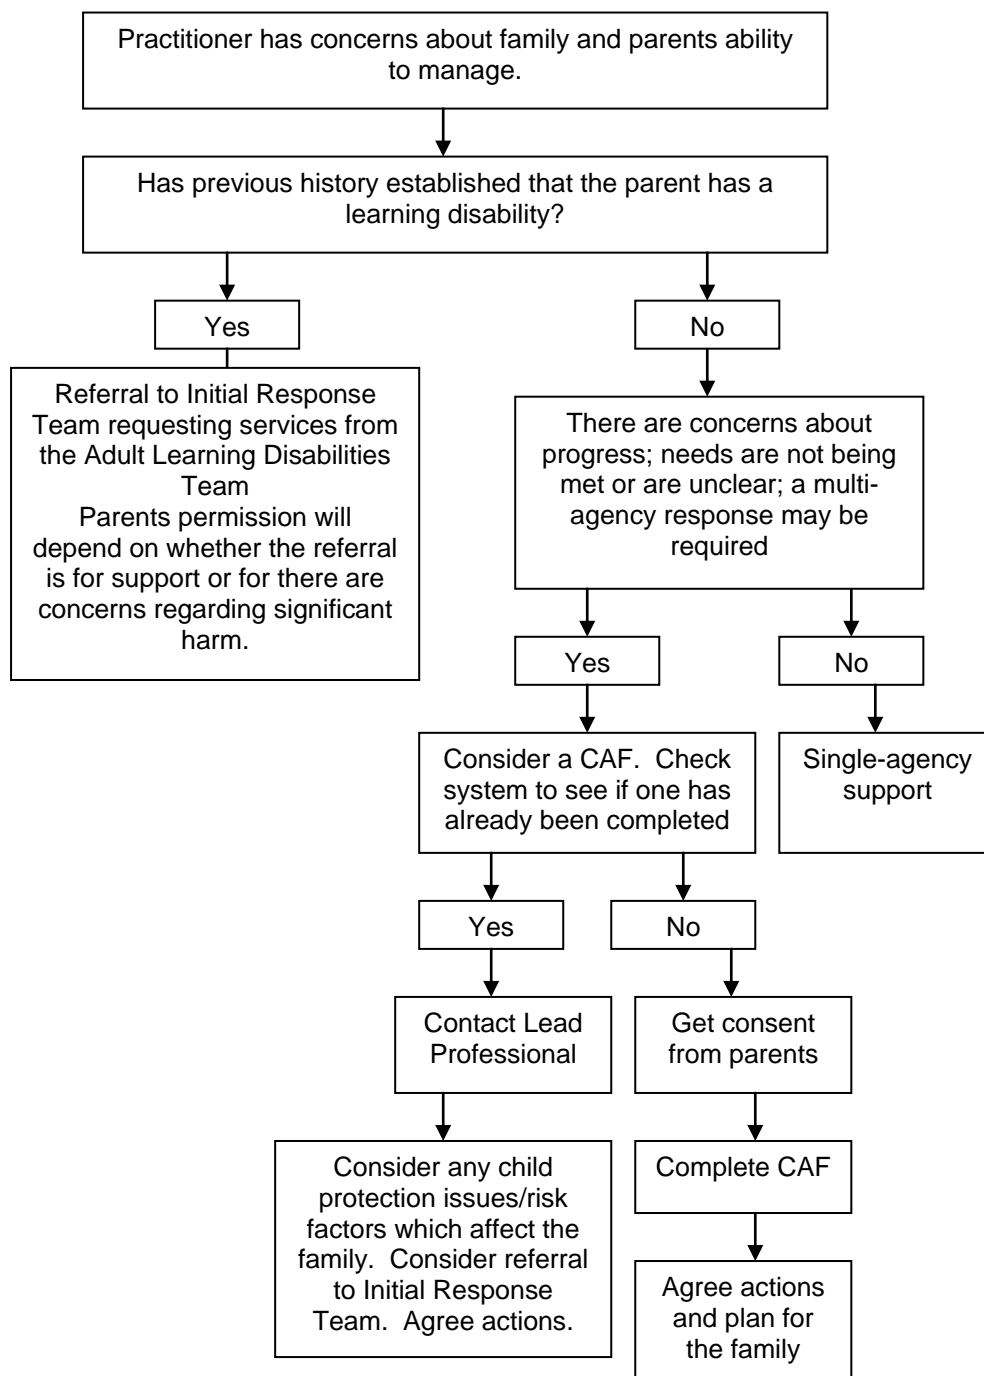 Practitioner has concerns about family and parents ability
to manage.
Has previous history established that the parent has a
learning disability?
Yes
No
Referral to Initial Response
Team requesting services from
the Adult Learning Disabilities
Team
Parents permission will
depend on whether the referral
is for support or for there are
concerns regarding significant
harm.
There are concerns about
progress; needs are not being
met or are unclear; a multi-
agency response may be
required
Yes
No
Consider a CAF.  Check
system to see if one has
already been completed
Single-agency
support
Yes
No
Contact Lead
Professional
Get consent
from parents
Consider any child
protection issues/risk
factors which affect the
family.  Consider referral
to Initial Response
Team.  Agree actions.
Complete CAF
Agree actions
and plan for
the family